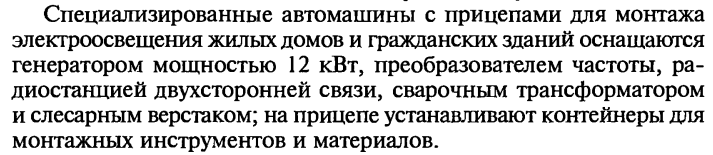 Специализированные автомашины с прицепами для монтажа
электроосвещения жилых домов и гражданских зданий оснащаются
генератором мощностью 12 кВт, преобразователем частоты, ра-
диостанцией двухсторонней связи, сварочным трансформатором
и слесарным верстаком; на прицепе устанавливают контейнеры для
монтажных инструментов и материалов.